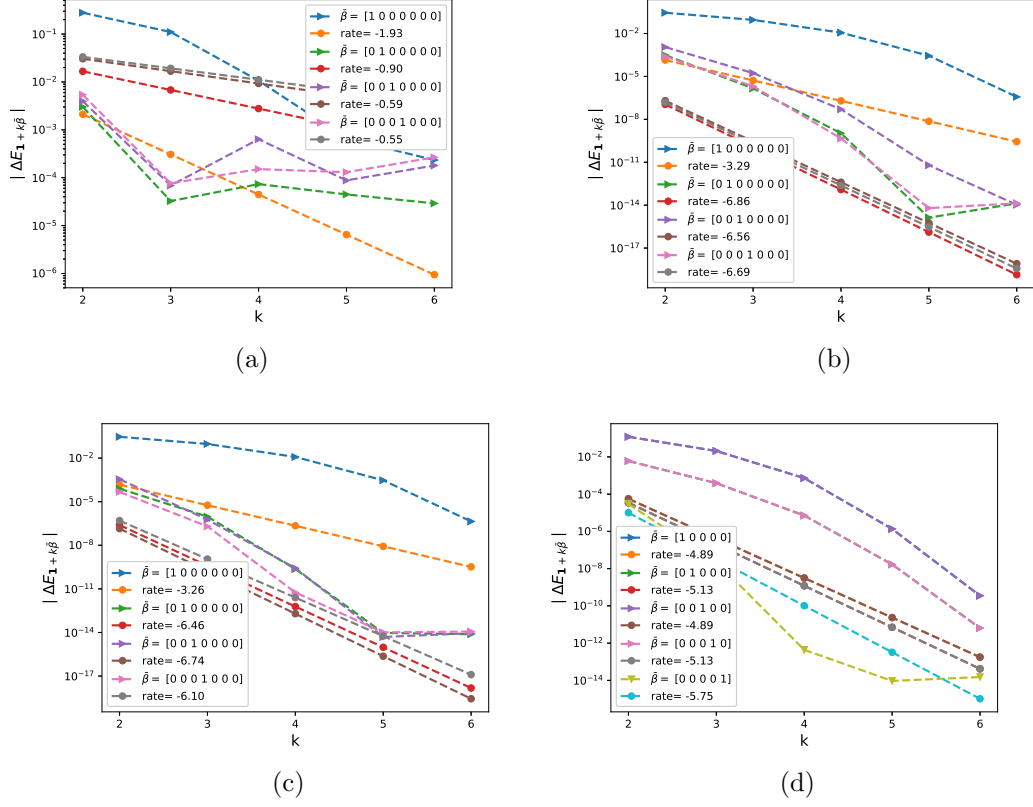 10⁻¹
10⁻²
10⁻³
10⁻⁴
10⁻⁵
10⁻⁶
| ΔE_{1 + kβ̄} |
β̄ = [1 0 0 0 0 0 0]
rate= -1.93
β̄ = [0 1 0 0 0 0 0]
rate= -0.90
β̄ = [0 0 1 0 0 0 0]
rate= -0.59
β̄ = [0 0 0 1 0 0 0]
rate= -0.55
2 3 4 5 6
k
(a)
10⁻²
10⁻⁵
10⁻⁸
10⁻¹¹
10⁻¹⁴
10⁻¹⁷
| ΔE_{1 + kβ̄} |
β̄ = [1 0 0 0 0 0 0]
rate= -3.29
β̄ = [0 1 0 0 0 0 0]
rate= -6.86
β̄ = [0 0 1 0 0 0 0]
rate= -6.56
β̄ = [0 0 0 1 0 0 0]
rate= -6.69
2 3 4 5 6
k
(b)
10⁻²
10⁻⁵
10⁻⁸
10⁻¹¹
10⁻¹⁴
10⁻¹⁷
| ΔE_{1 + kβ̄} |
β̄ = [1 0 0 0 0 0 0]
rate= -3.26
β̄ = [0 1 0 0 0 0 0]
rate= -6.46
β̄ = [0 0 1 0 0 0 0]
rate= -6.74
β̄ = [0 0 0 1 0 0 0]
rate= -6.10
2 3 4 5 6
k
(c)
10⁻²
10⁻⁴
10⁻⁶
10⁻⁸
10⁻¹⁰
10⁻¹²
10⁻¹⁴
| ΔE_{1 + kβ̄} |
β̄ = [1 0 0 0 0]
rate= -4.89
β̄ = [0 1 0 0 0]
rate= -5.13
β̄ = [0 0 1 0 0]
rate= -4.89
β̄ = [0 0 0 1 0]
rate= -5.13
β̄ = [0 0 0 0 1]
rate= -5.75
2 3 4 5 6
k
(d)